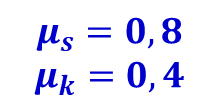 μₛ = 0,8
μₖ = 0,4